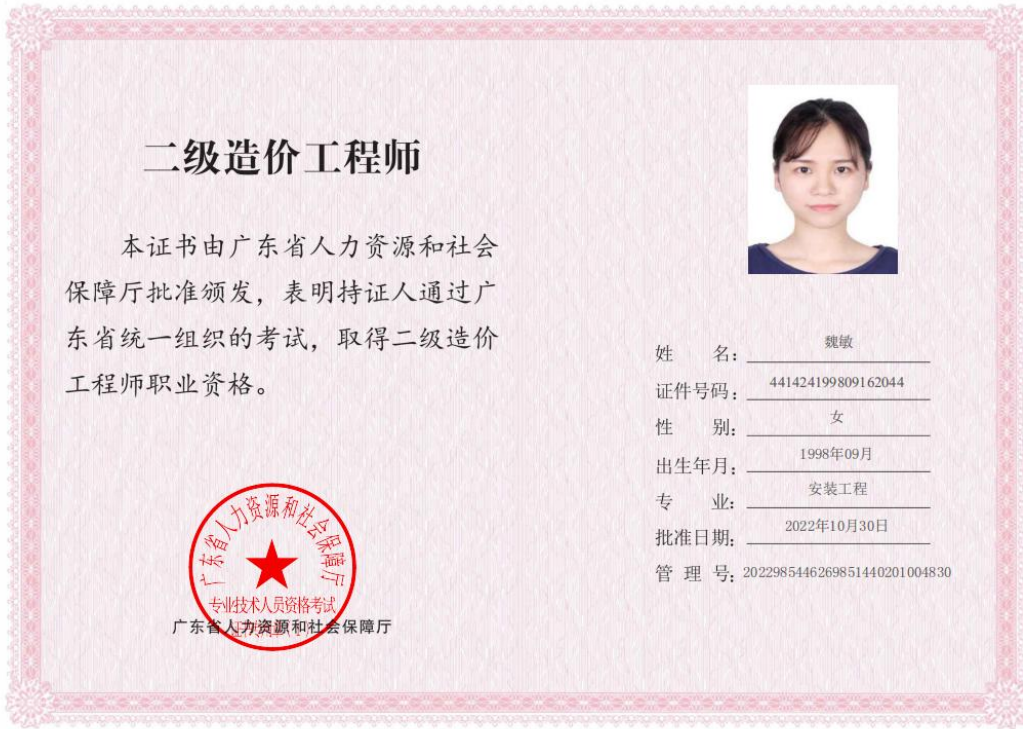 二级造价工程师
本证书由广东省人力资源和社会
保障厅批准颁发，表明持证人通过广
东省统一组织的考试，取得二级造价
工程师职业资格。
广东省人力资源和社会保障厅
专业技术人员资格考试
广东省人力资源和社会保障厅
姓 名：魏敏
证件号码：441424199809162044
性 别：女
出生年月：1998年09月
专 业：安装工程
批准日期：2022年10月30日
管 理 号：20229854462698514402010​04830